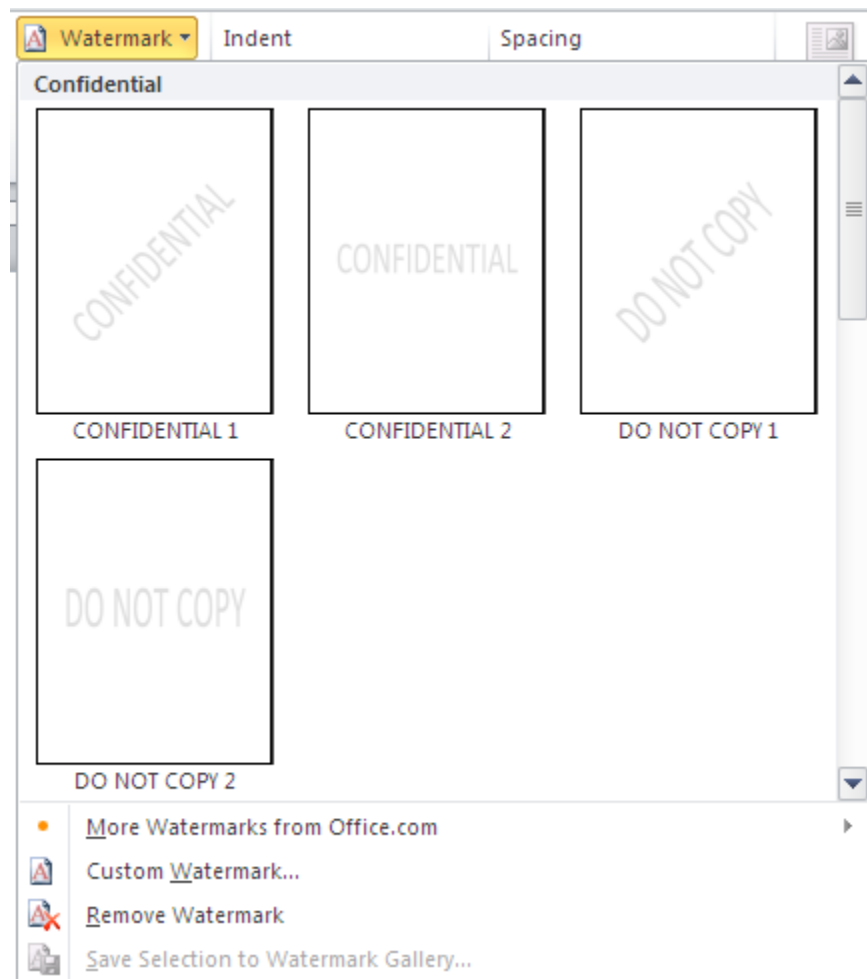 Watermark Indent Spacing
Confidential
CONFIDENTIAL CONFIDENTIAL DO NOT COPY
CONFIDENTIAL 1 CONFIDENTIAL 2 DO NOT COPY 1
DO NOT COPY
DO NOT COPY 2
More Watermarks from Office.com
Custom Watermark...
Remove Watermark
Save Selection to Watermark Gallery...